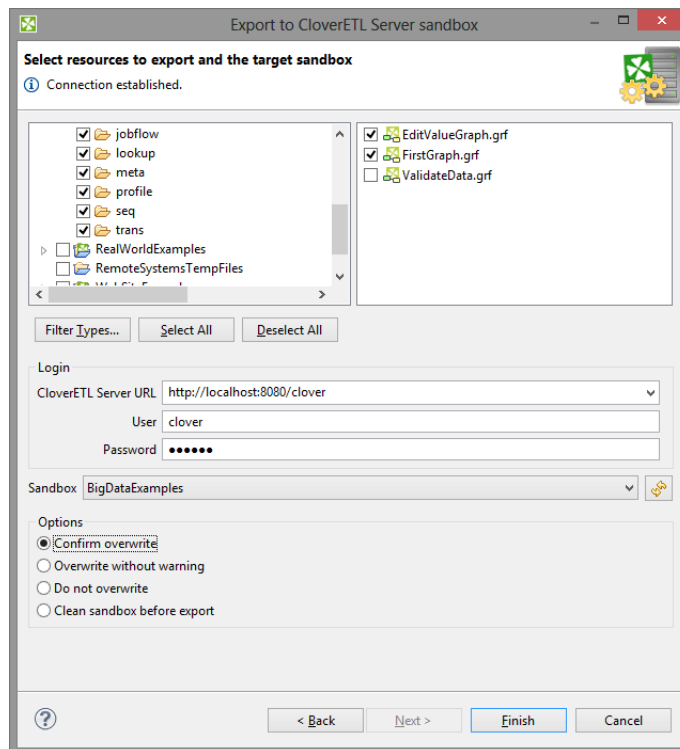 Export to CloverETL Server sandbox
Select resources to export and the target sandbox
Connection established.
jobflow
lookup
meta
profile
seq
trans
RealWorldExamples
RemoteSystemsTempFiles
EditValueGraph.grf
FirstGraph.grf
ValidateData.grf
Filter Types...
Select All
Deselect All
Login
CloverETL Server URL http://localhost:8080/clover
User clover
Password ●●●●●●
Sandbox BigDataExamples
Options
Confirm overwrite
Overwrite without warning
Do not overwrite
Clean sandbox before export
< Back
Next >
Finish
Cancel